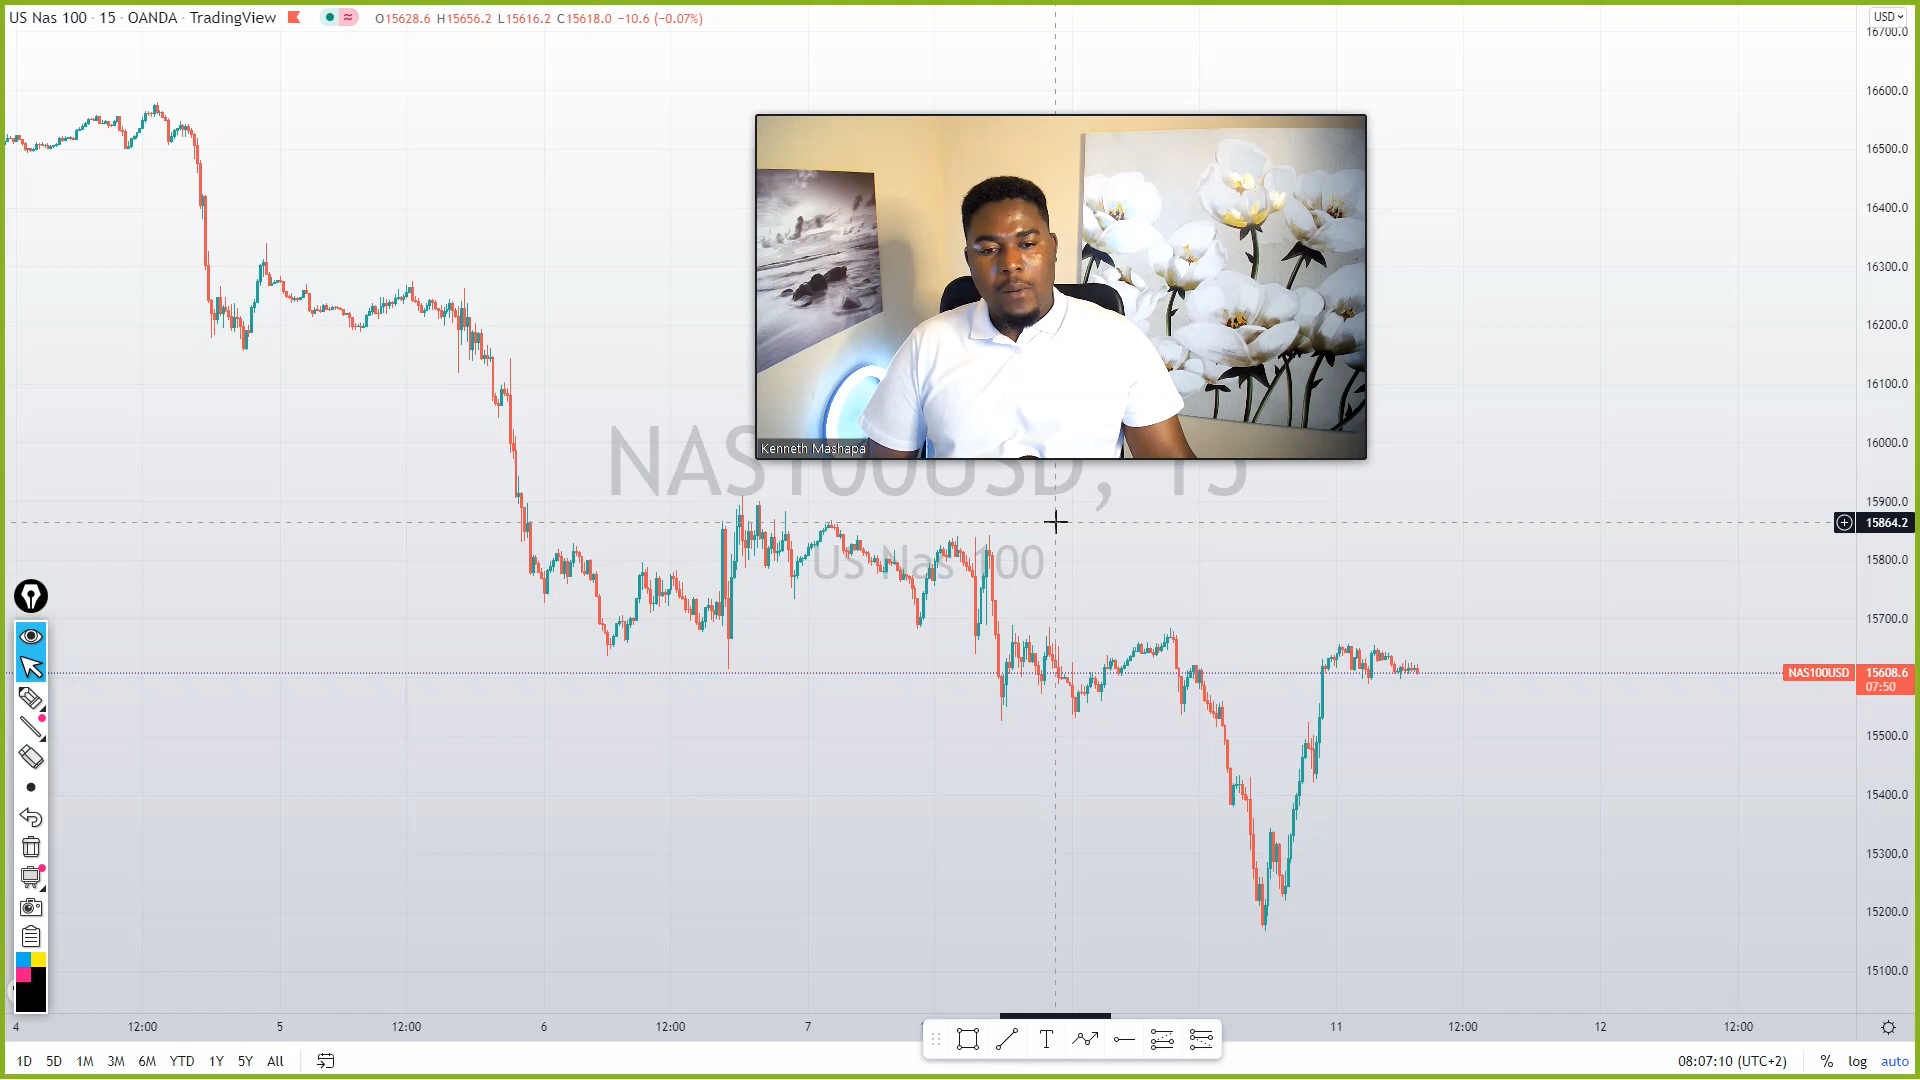 US Nas 100 · 15 · OANDA · TradingView
O15628.6 H15656.2 L15616.2 C15618.0 −10.6 (−0.07%)
USD
16700.0
16600.0
16500.0
16400.0
16300.0
16200.0
16100.0
16000.0
15900.0
15864.2
15800.0
15700.0
NAS100USD
15608.6
07:50
15500.0
15400.0
15300.0
15200.0
15100.0
Kenneth Mashapa
NAS100USD, 15
US Nas 100
4 12:00 5 12:00 6 12:00 7 11 12:00 12 12:00
T
1D 5D 1M 3M 6M YTD 1Y 5Y All
08:07:10 (UTC+2) % log auto